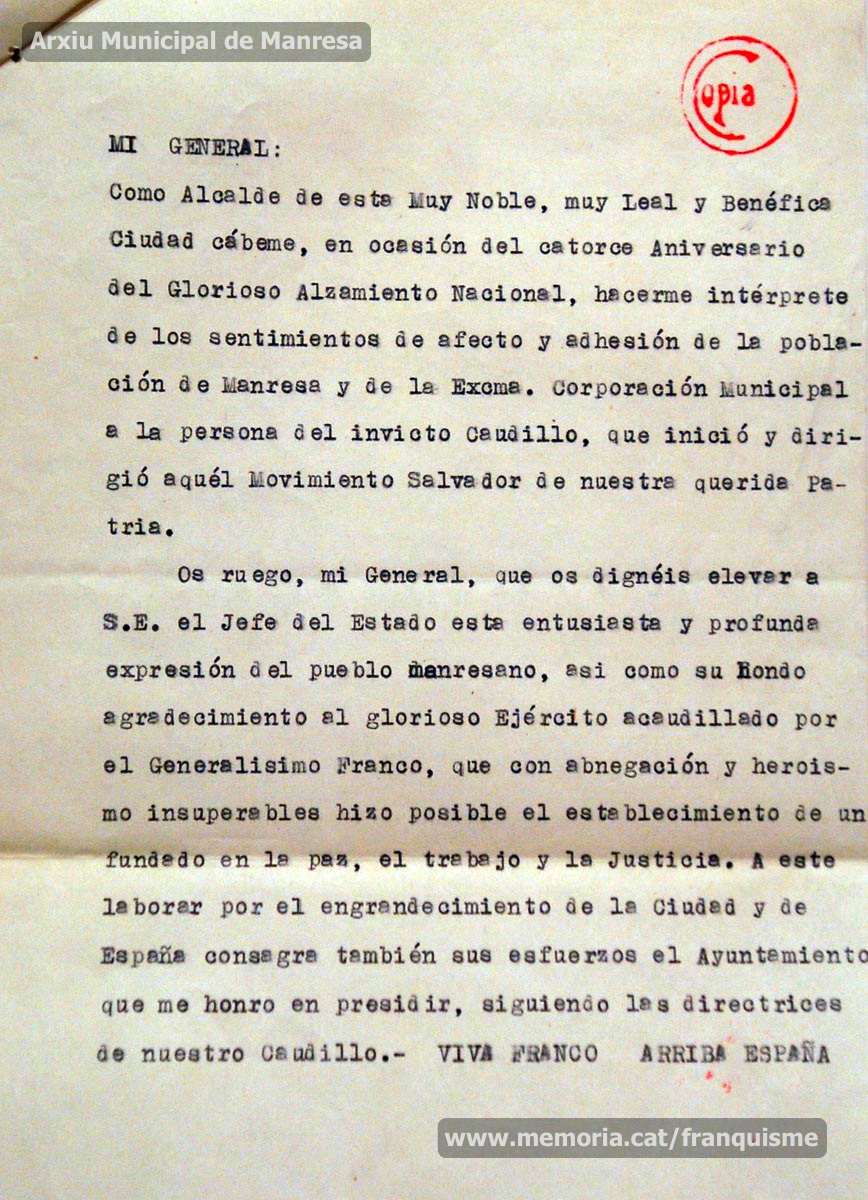 Arxiu Municipal de Manresa
Copia
MI GENERAL:
Como Alcalde de esta Muy Noble, muy Leal y Benéfica
Ciudad cábeme, en ocasión del catorce Aniversario
del Glorioso Alzamiento Nacional, hacerme intérprete
de los sentimientos de afecto y adhesión de la pobla-
ción de Manresa y de la Excma. Corporación Municipal
a la persona del invicto Caudillo, que inició y diri-
gió aquél Movimiento Salvador de nuestra querida Pa-
tria.
Os ruego, mi General, que os dignéis elevar a
S.E. el Jefe del Estado esta entusiasta y profunda
expresión del pueblo manresano, asi como su Hondo
agradecimiento al glorioso Ejército acaudillado por
el Generalisimo Franco, que con abnegación y herois-
mo insuperables hizo posible el establecimiento de un
fundado en la paz, el trabajo y la Justicia. A este
laborar por el engrandecimiento de la Ciudad y de
España consagra también sus esfuerzos el Ayuntamiento
que me honro en presidir, siguiendo las directrices
de nuestro Caudillo.- VIVA FRANCO ARRIBA ESPAÑA
www.memoria.cat/franquisme